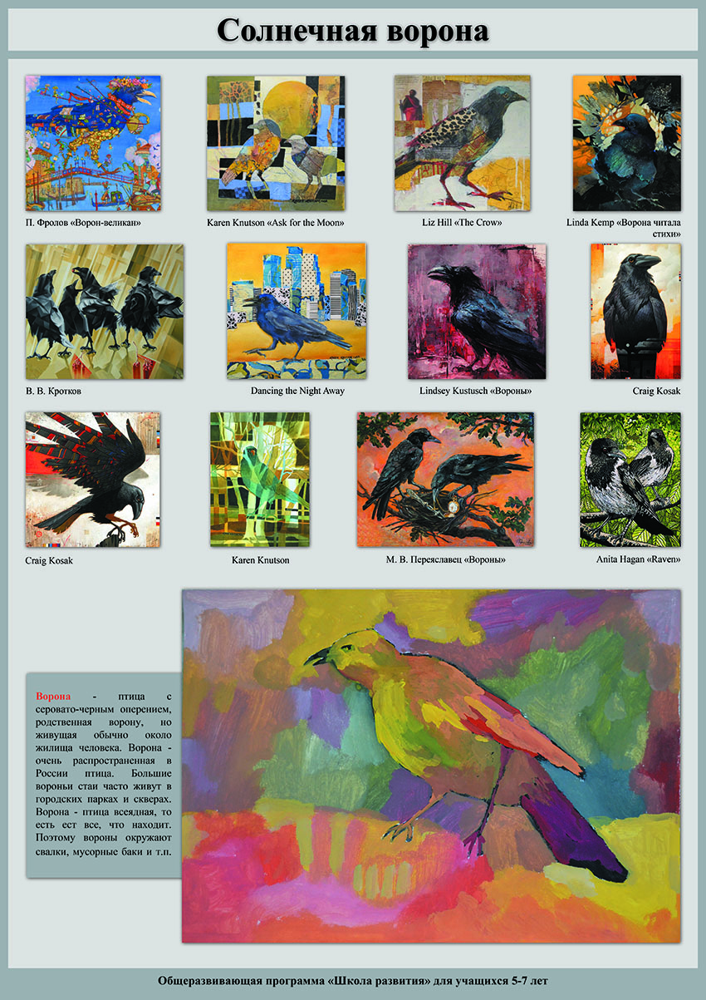 Солнечная ворона
П. Фролов «Ворон-великан»
Karen Knutson «Ask for the Moon»
Liz Hill «The Crow»
Linda Kemp «Ворона читала
стихи»
В. В. Кротков
Dancing the Night Away
Lindsey Kustusch «Вороны»
Craig Kosak
Craig Kosak
Karen Knutson
М. В. Переяславец «Вороны»
Anita Hagan «Raven»
Ворона - птица с
серовато-черным оперением,
родственная ворону, но
живущая обычно около
жилища человека. Ворона -
очень распространенная в
России птица. Большие
вороньи стаи часто живут в
городских парках и скверах.
Ворона - птица всеядная, то
есть ест все, что находит.
Поэтому вороны окружают
свалки, мусорные баки и т.п.
Общеразвивающая программа «Школа развития» для учащихся 5-7 лет